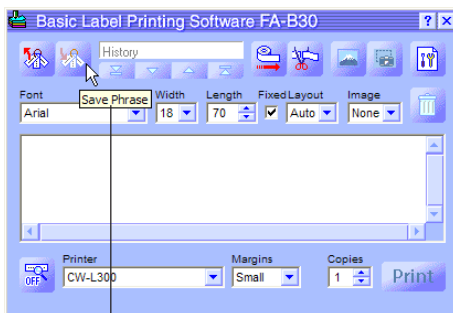 Basic Label Printing Software FA-B30
History
Font Width Length Fixed Layout Image
Save Phrase
Arial 18 70 Auto None
Printer Margins Copies
OFF CW-L300 Small 1 Print